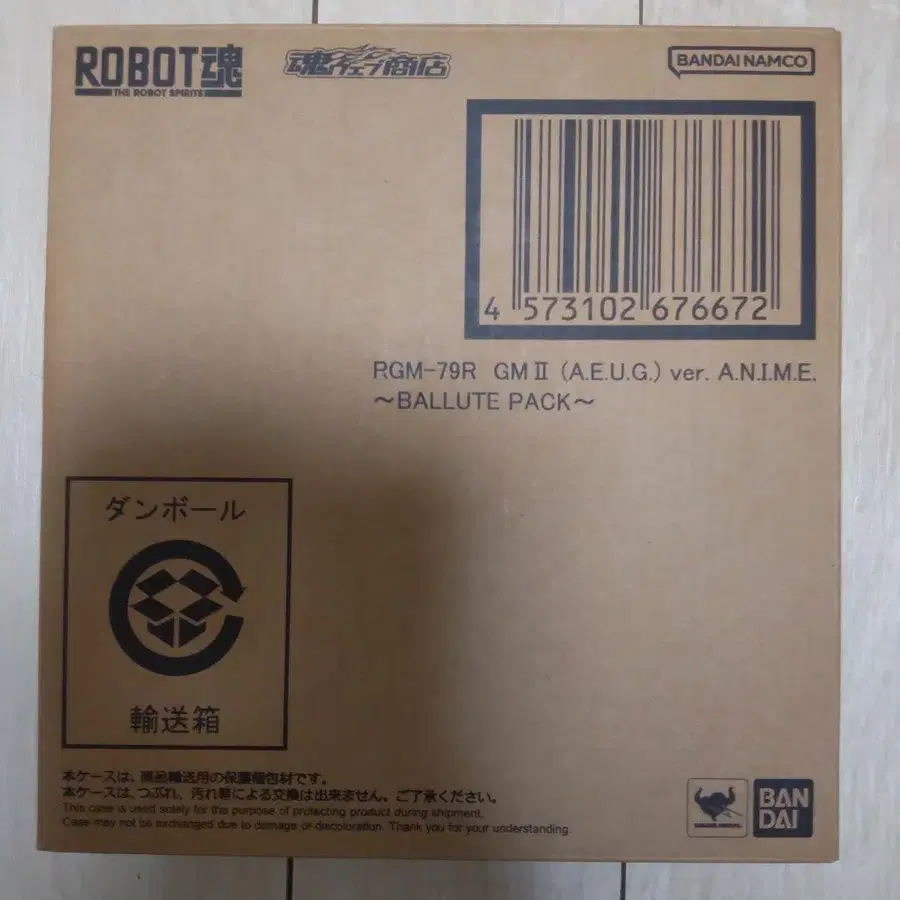 ROBOT魂
THE ROBOT SPIRITS
魂ウェブ商店
BANDAI NAMCO
4 573102 676672
RGM-79R GMⅡ (A.E.U.G.) ver. A.N.I.M.E.
～BALLUTE PACK～
ダンボール
輸送箱
本ケースは、商品輸送用の保護梱包材です。
本ケースは、つぶれ、汚れ等による交換は出来ません。ご了承ください。
This case is used solely for the purpose of protecting product during shipment.
Case may not be exchanged due to damage or discoloration. Thank you for your understanding.
BAN
DAI